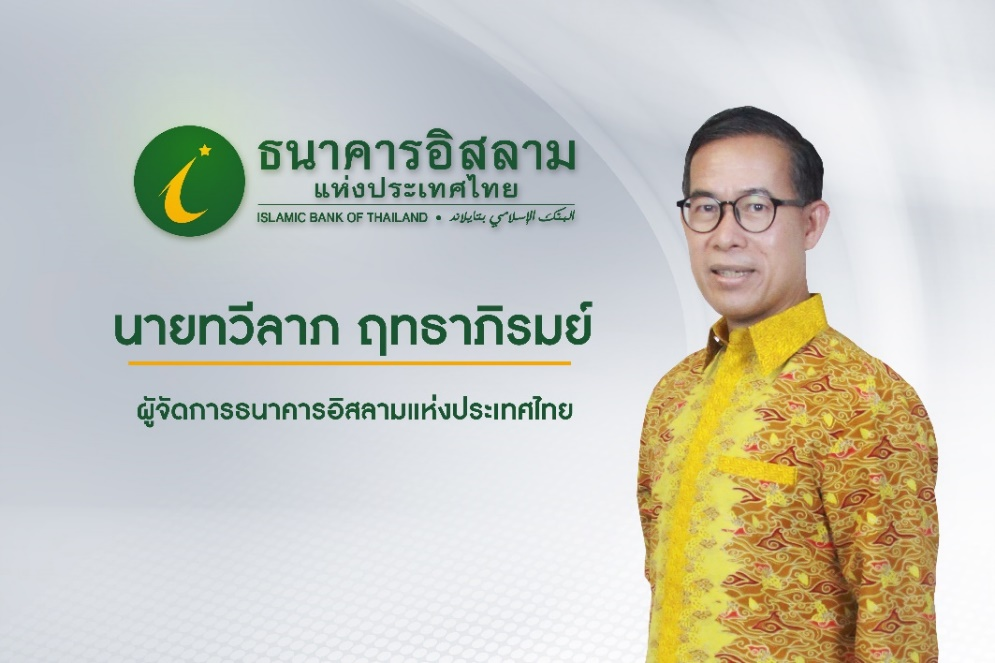 ธนาคารอิสลาม
แห่งประเทศไทย
ISLAMIC BANK OF THAILAND • البنك الإسلامي بتايلاند
นายทวีลาภ ฤทธาภิรมย์
ผู้จัดการธนาคารอิสลามแห่งประเทศไทย